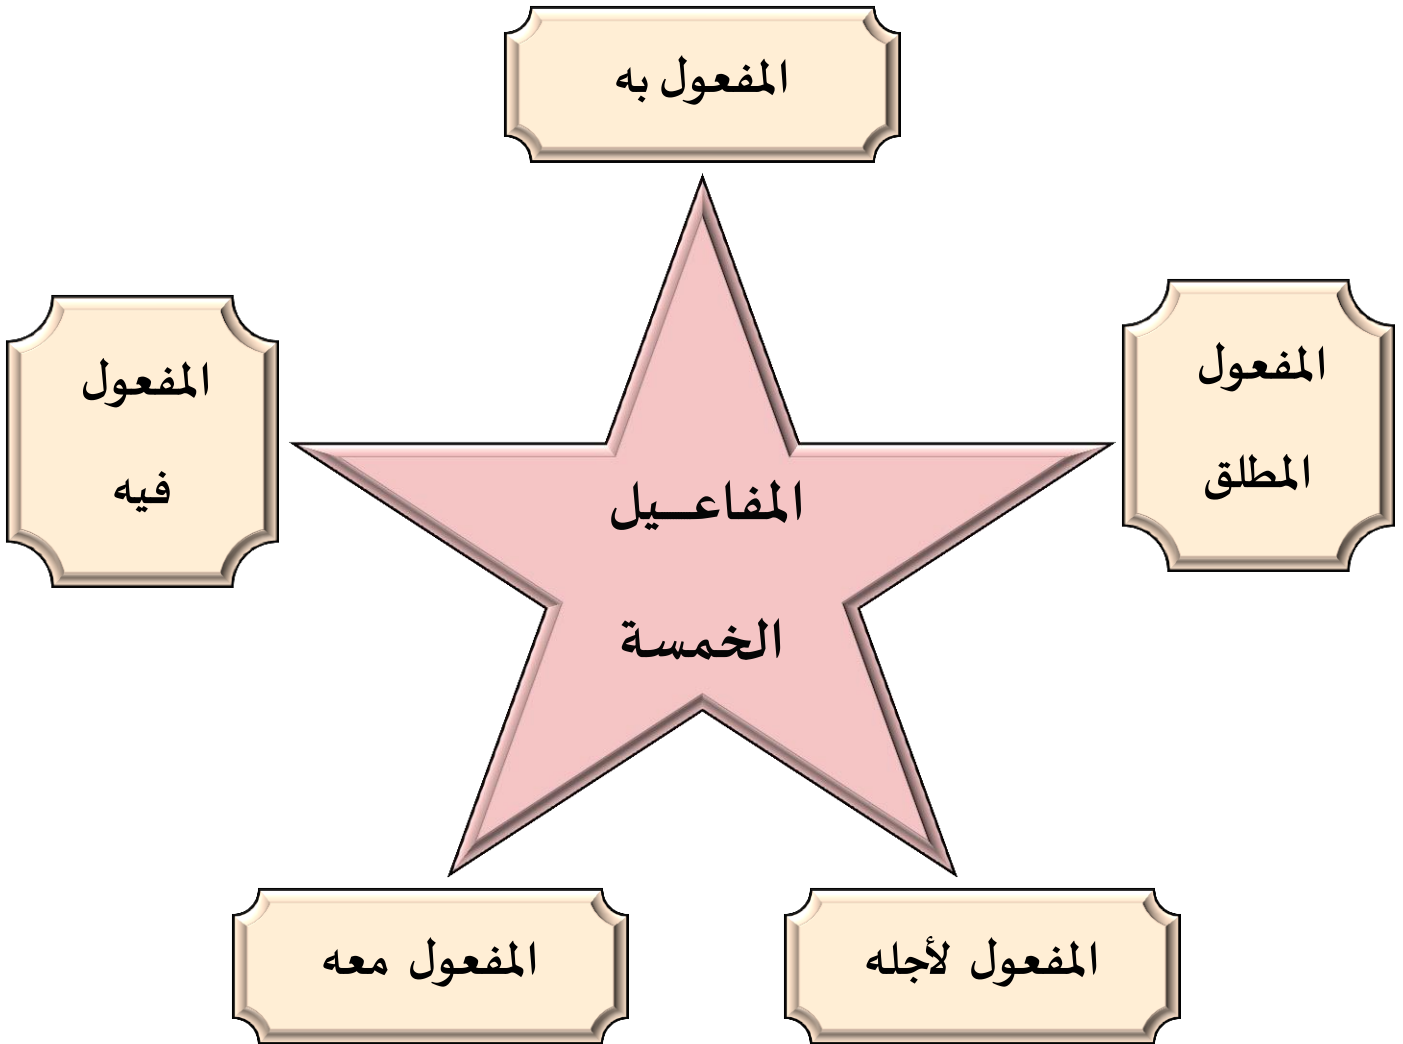 المفعول به
المفعول
المطلق
المفعول
فيه
المفاعـــيل
الخمسة
المفعول لأجله
المفعول معه